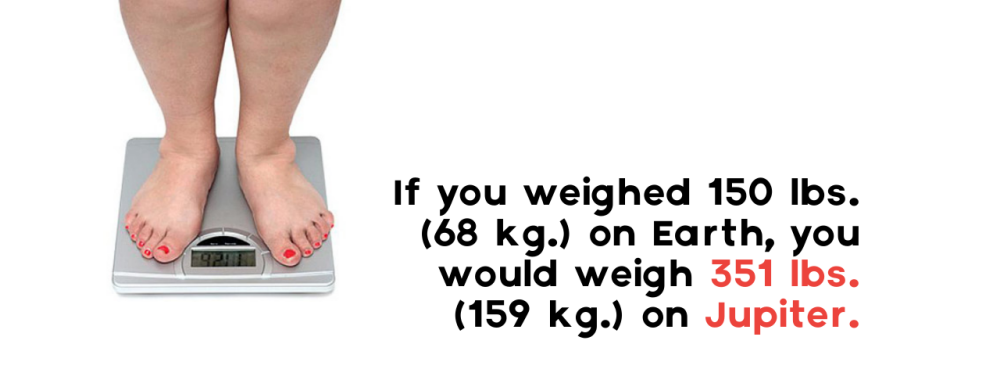 If you weighed 150 lbs.
(68 kg.) on Earth, you
would weigh 351 lbs.
(159 kg.) on Jupiter.